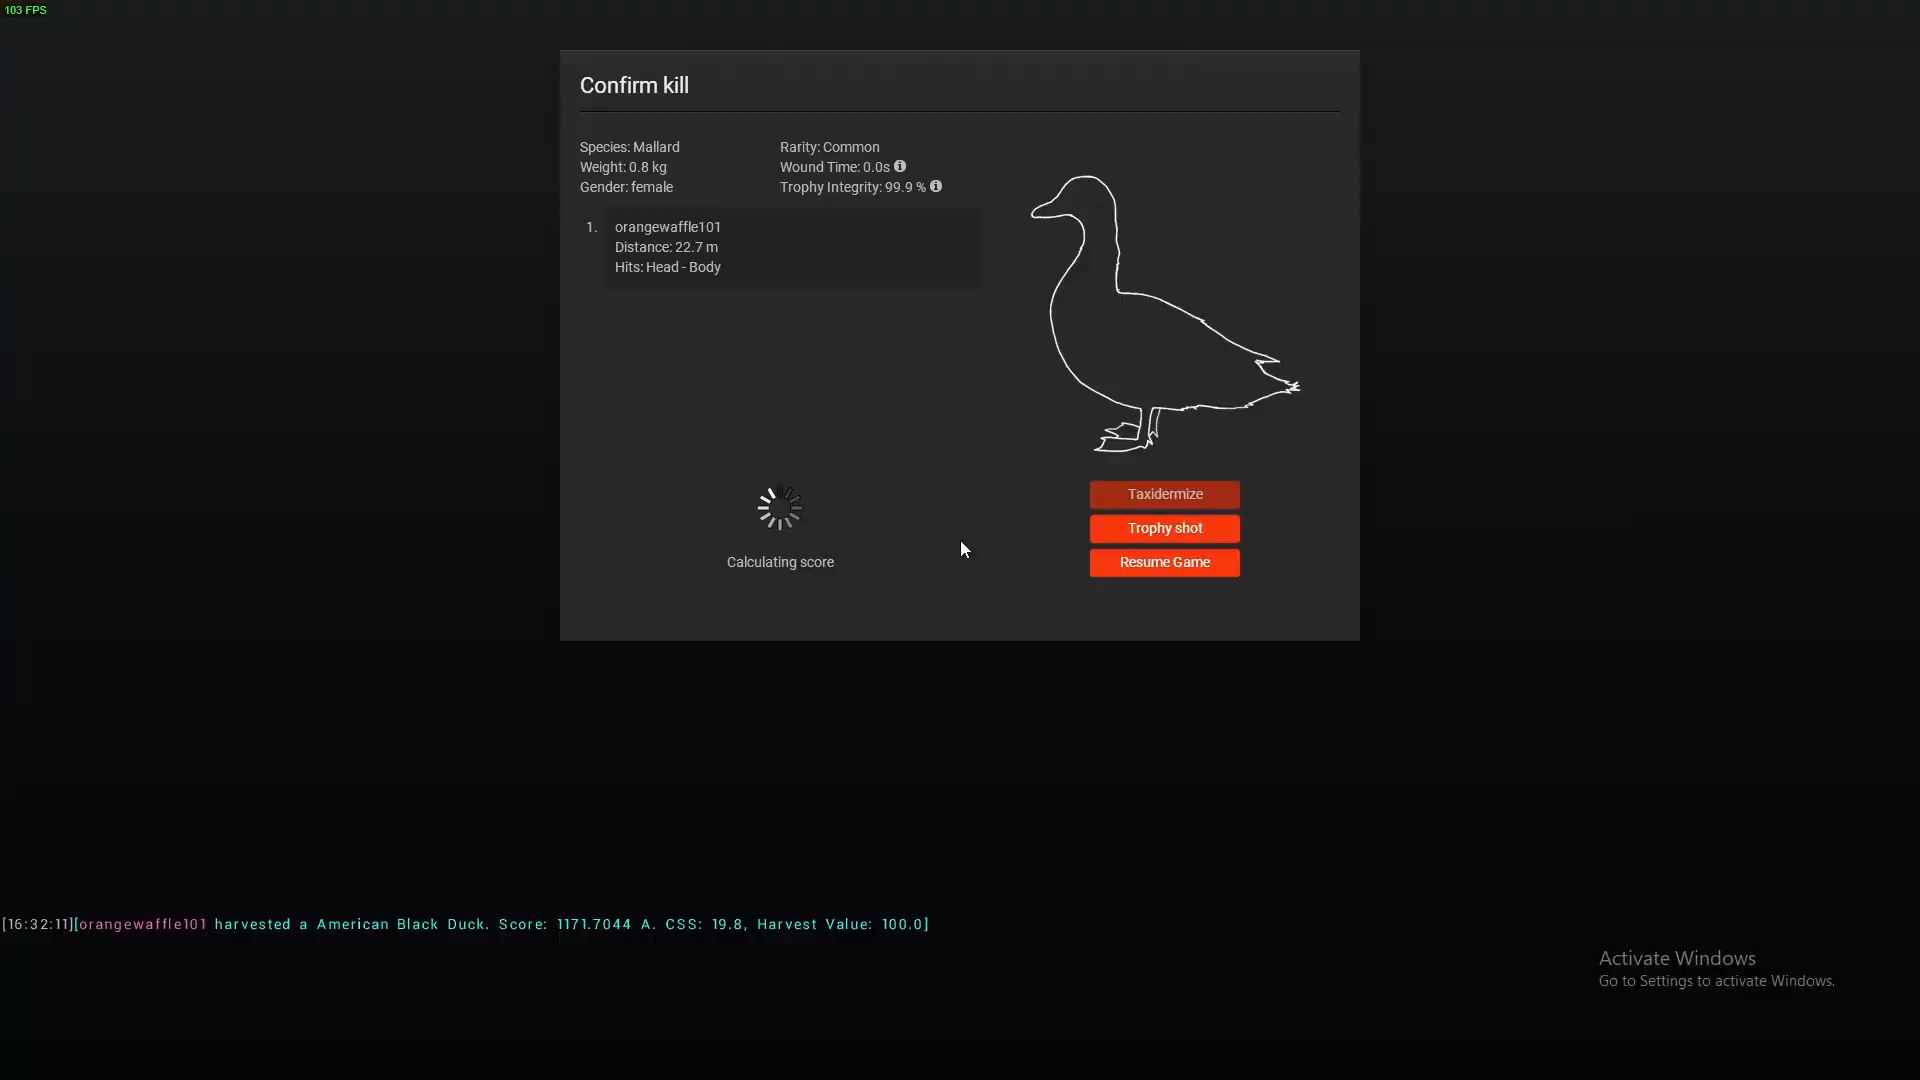 103 FPS
Confirm kill
Species: Mallard
Rarity: Common
Weight: 0.8 kg
Wound Time: 0.0s
Gender: female
Trophy Integrity: 99.9 %
1. orangewaffle101
Distance: 22.7 m
Hits: Head - Body
Taxidermize
Trophy shot
Calculating score
Resume Game
[16:32:11][orangewaffle101 harvested a American Black Duck. Score: 1171.7044 A. CSS: 19.8, Harvest Value: 100.0]
Activate Windows
Go to Settings to activate Windows.